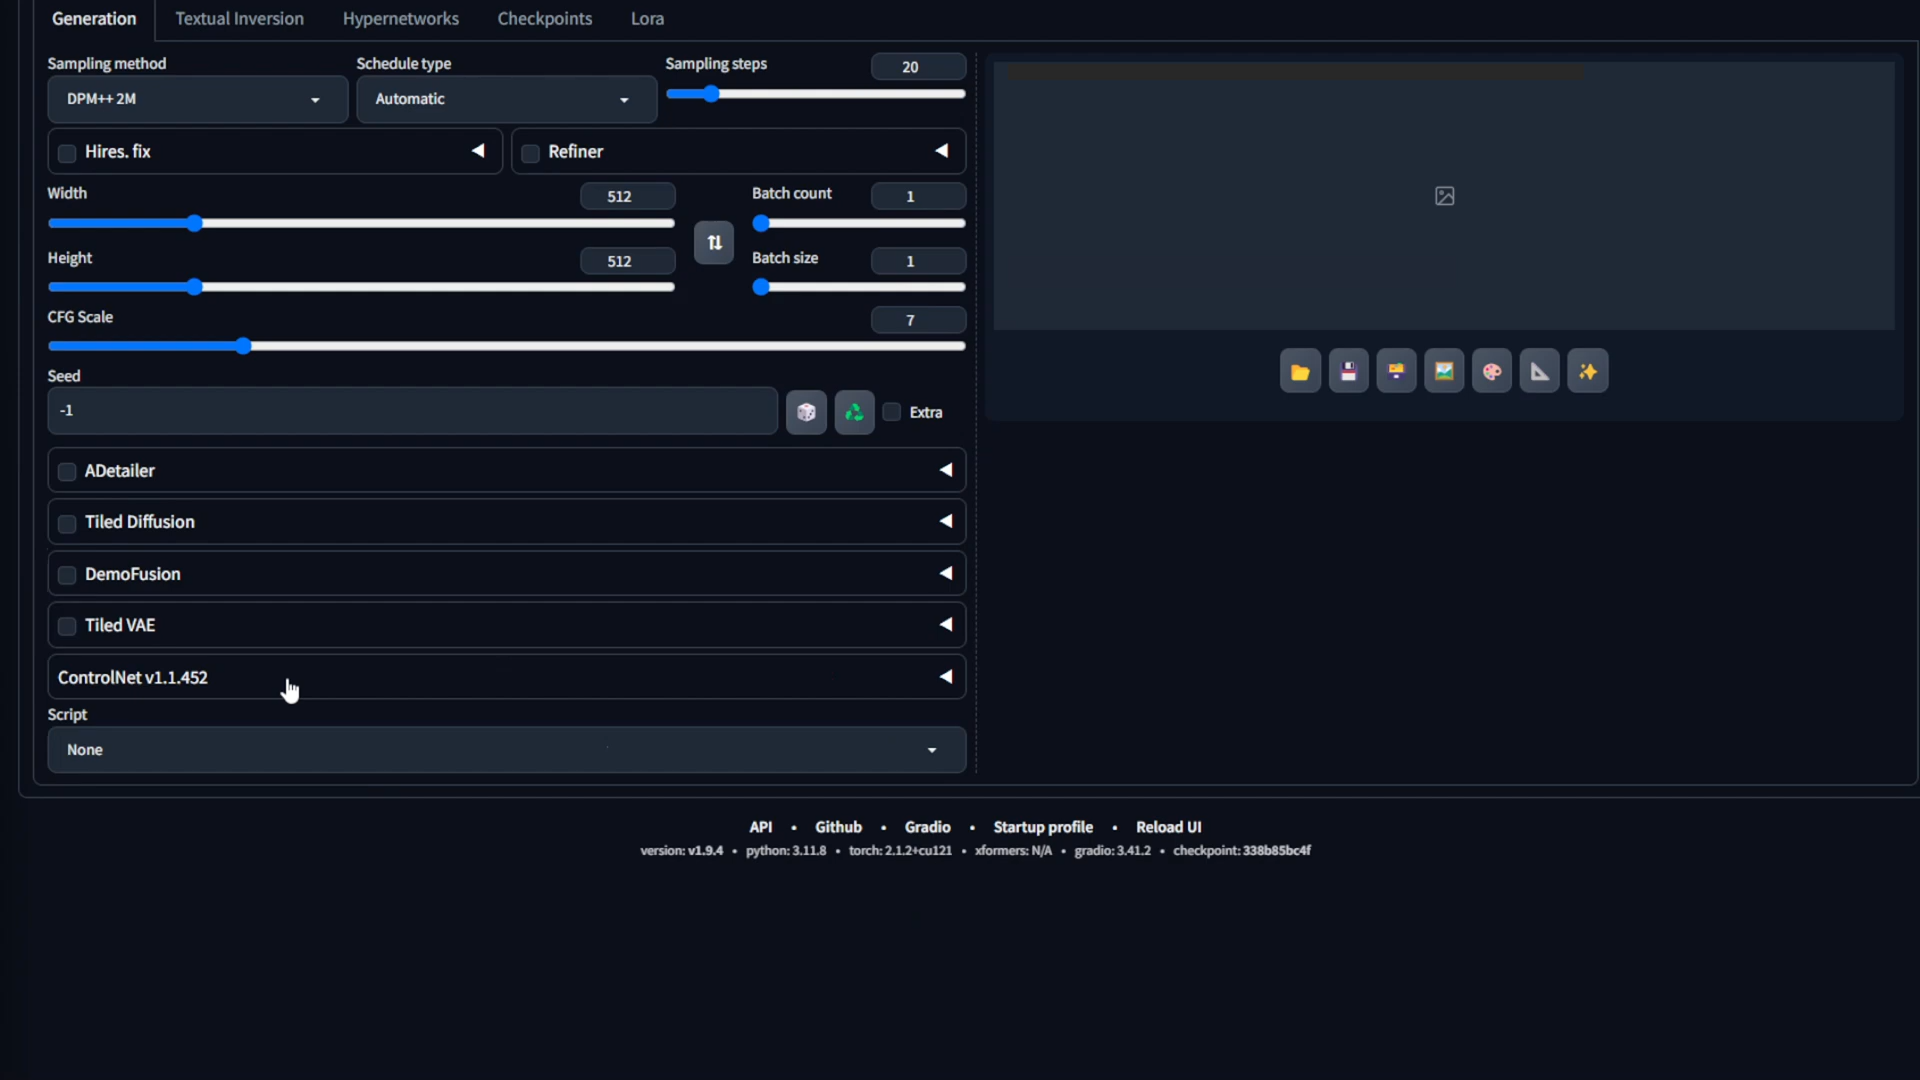 Generation Textual Inversion Hypernetworks Checkpoints Lora
Sampling method Schedule type Sampling steps 20
DPM++ 2M Automatic
Hires. fix Refiner
Width 512 Batch count 1
Height 512 Batch size 1
CFG Scale 7
Seed
-1 Extra
ADetailer
Tiled Diffusion
DemoFusion
Tiled VAE
ControlNet v1.1.452
Script
None
API • Github • Gradio • Startup profile • Reload UI
version: v1.9.4 • python: 3.11.8 • torch: 2.1.2+cu121 • xformers: N/A • gradio: 3.41.2 • checkpoint: 338b85bc4f